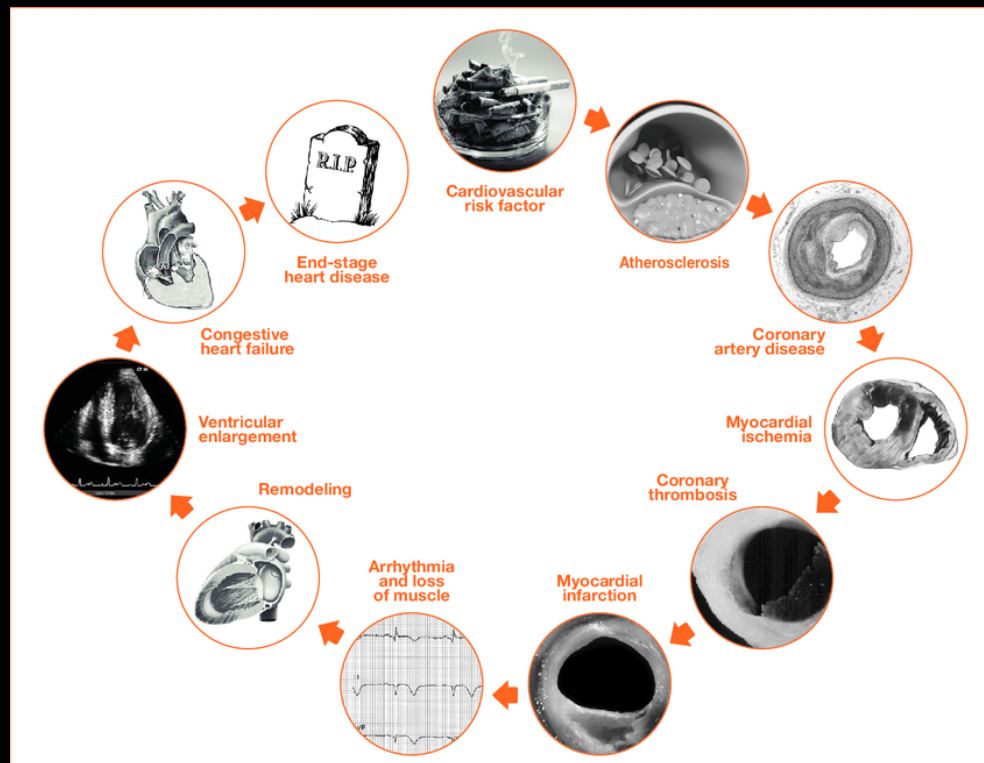 Cardiovascular
risk factor
Atherosclerosis
Coronary
artery disease
Myocardial
ischemia
Coronary
thrombosis
Myocardial
infarction
Arrhythmia
and loss
of muscle
Remodeling
Ventricular
enlargement
Congestive
heart failure
R.I.P.
End-stage
heart disease